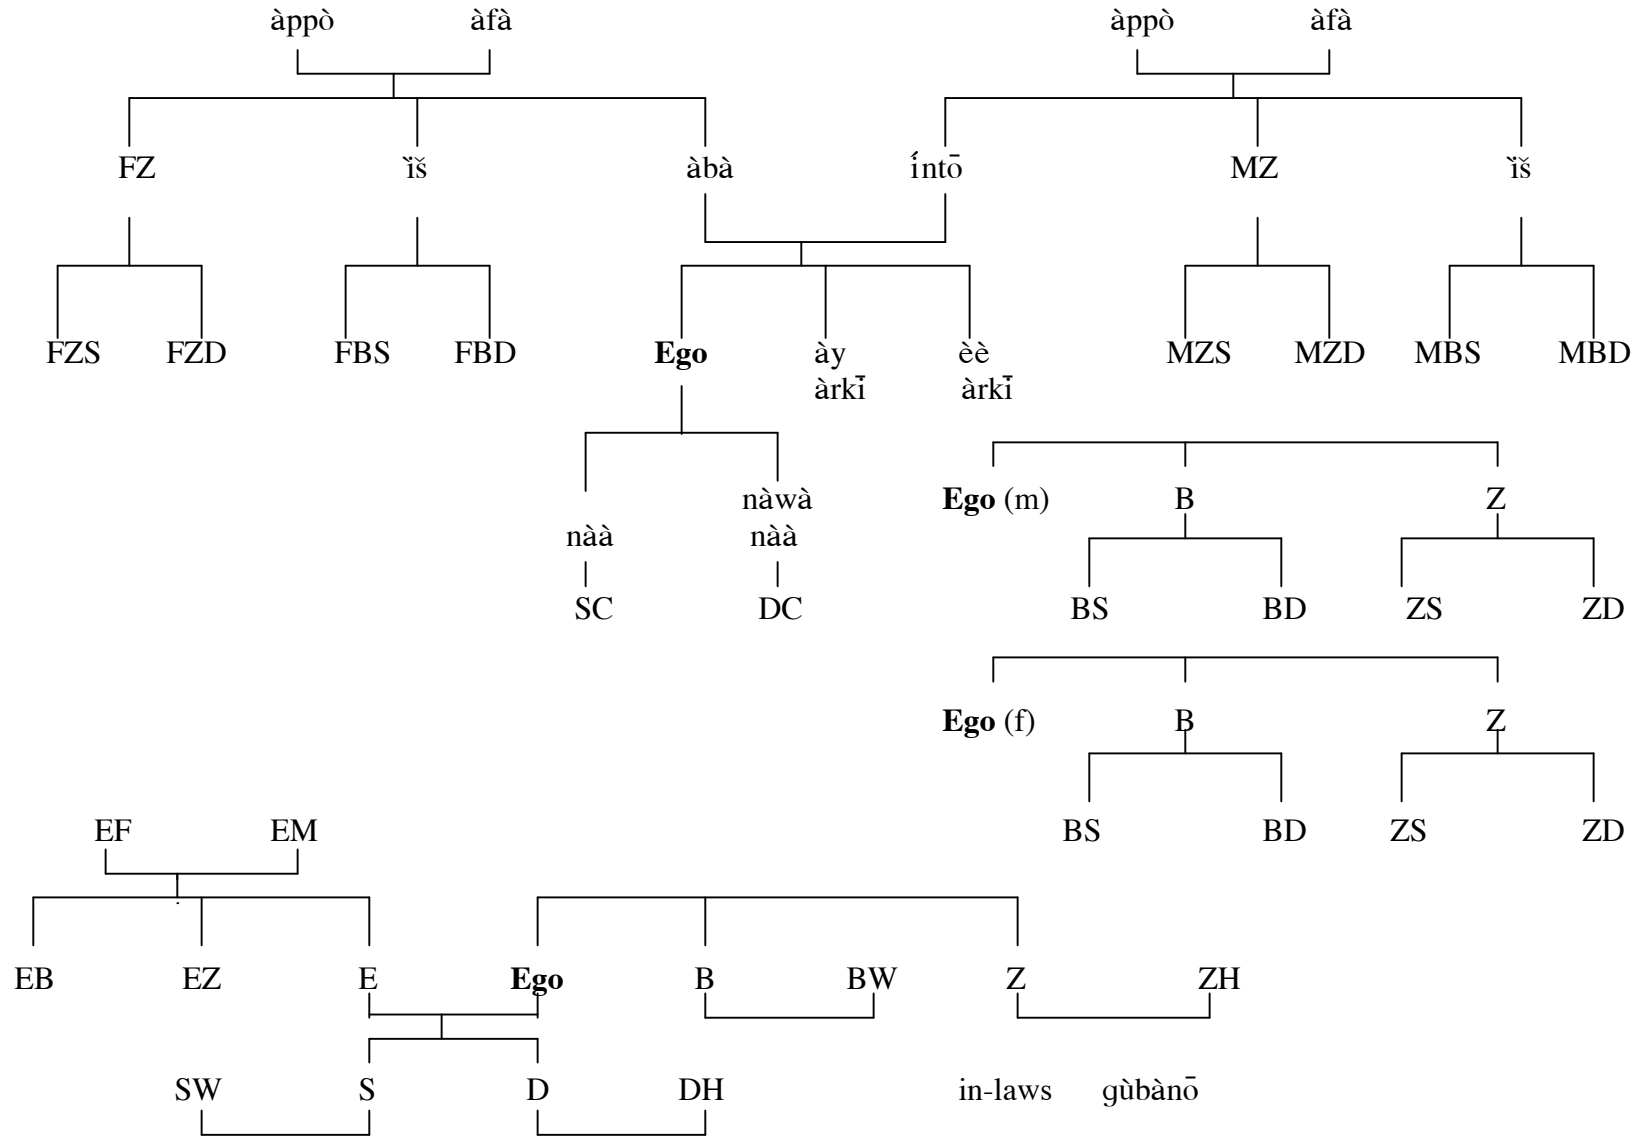 àppò àfà àppò àfà
FZ ı̏š àbà íntō MZ ı̏š
FZS FZD FBS FBD Ego ày èè MZS MZD MBS MBD
àrkī àrkī
Ego (m) B Z
nàwà
nàà nàà
SC DC BS BD ZS ZD
Ego (f) B Z
EF EM BS BD ZS ZD
EB EZ E Ego B BW Z ZH
SW S D DH in-laws gùbànō